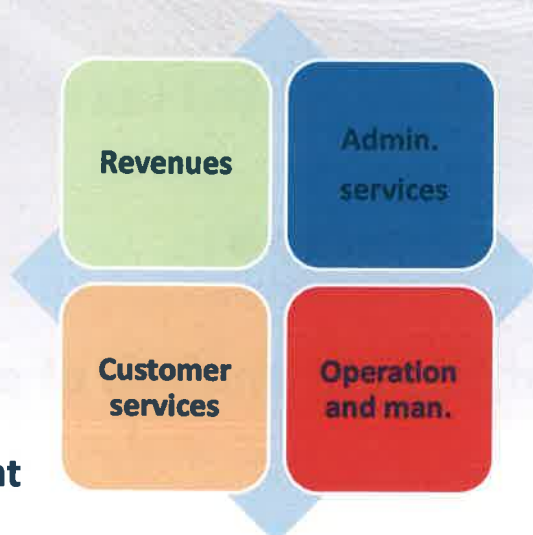 Revenues
Admin.
services
Customer
services
Operation
and man.